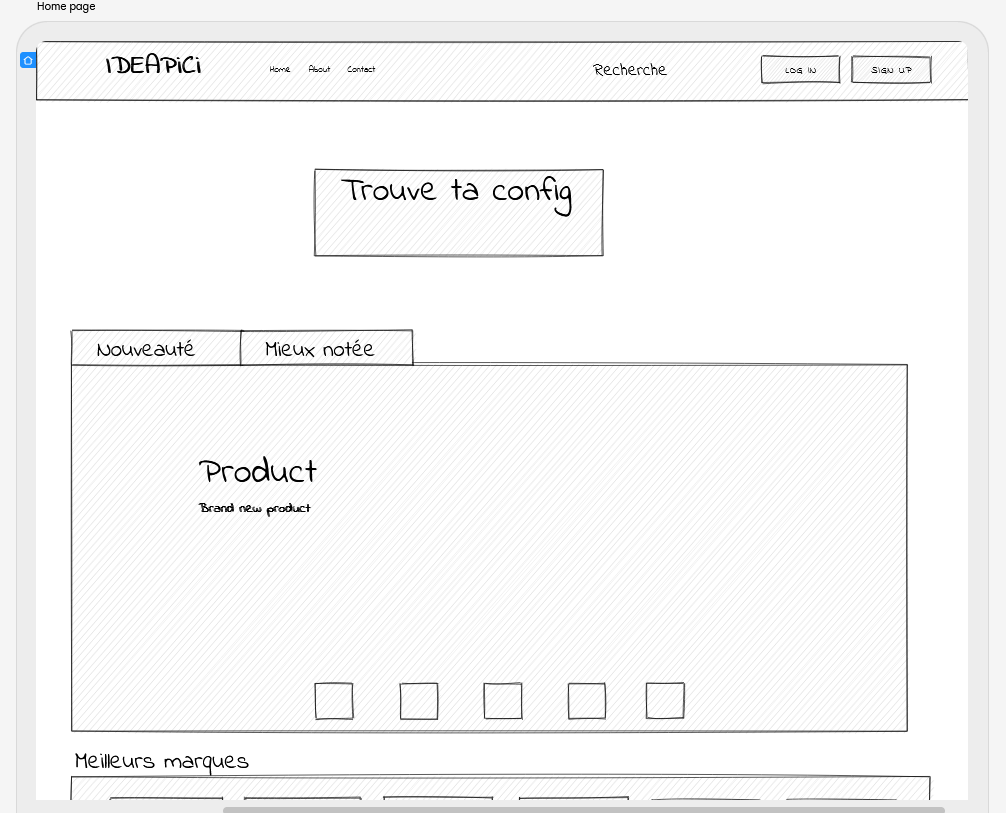 Home page
IDEAPiCi
Home About Contact
Recherche
LOG IN
SIGN UP
Trouve ta config
Nouveauté
Mieux notée
Product
Brand new product
Meilleurs marques